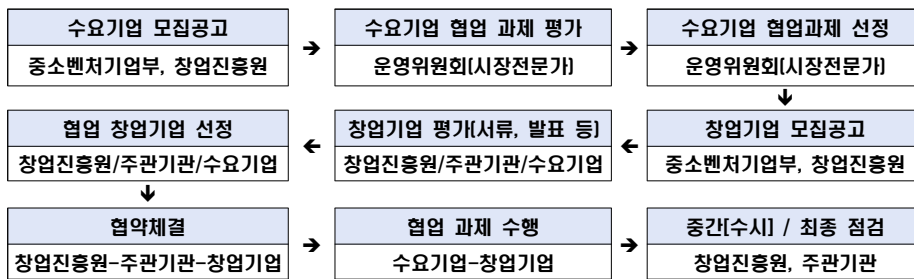 수요기업 모집공고
중소벤처기업부, 창업진흥원
➔
수요기업 협업 과제 평가
운영위원회(시장전문가)
➔
수요기업 협업과제 선정
운영위원회(시장전문가)
➔
창업기업 모집공고
중소벤처기업부, 창업진흥원
➔
창업기업 평가(서류, 발표 등)
창업진흥원/주관기관/수요기업
➔
협업 창업기업 선정
창업진흥원/주관기관/수요기업
➔
협약체결
창업진흥원-주관기관-창업기업
➔
협업 과제 수행
수요기업-창업기업
➔
중간[수시] / 최종 점검
창업진흥원, 주관기관